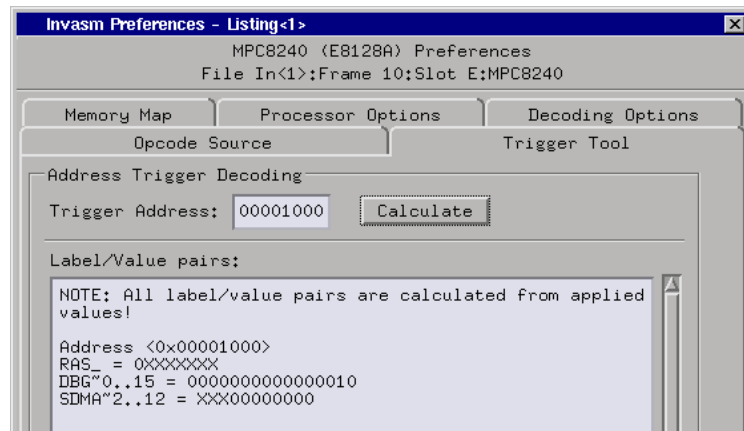 Invasm Preferences - Listing<1>
MPC8240 (E8128A) Preferences
File In<1>:Frame 10:Slot E:MPC8240
Memory Map Processor Options Decoding Options
Opcode Source Trigger Tool
Address Trigger Decoding
Trigger Address: 00001000 Calculate
Label/Value pairs:
NOTE: All label/value pairs are calculated from applied
values!
Address <0x00001000>
RAS_ = 0XXXXXXX
DBG~0..15 = 0000000000000010
SDMA~2..12 = XXX00000000